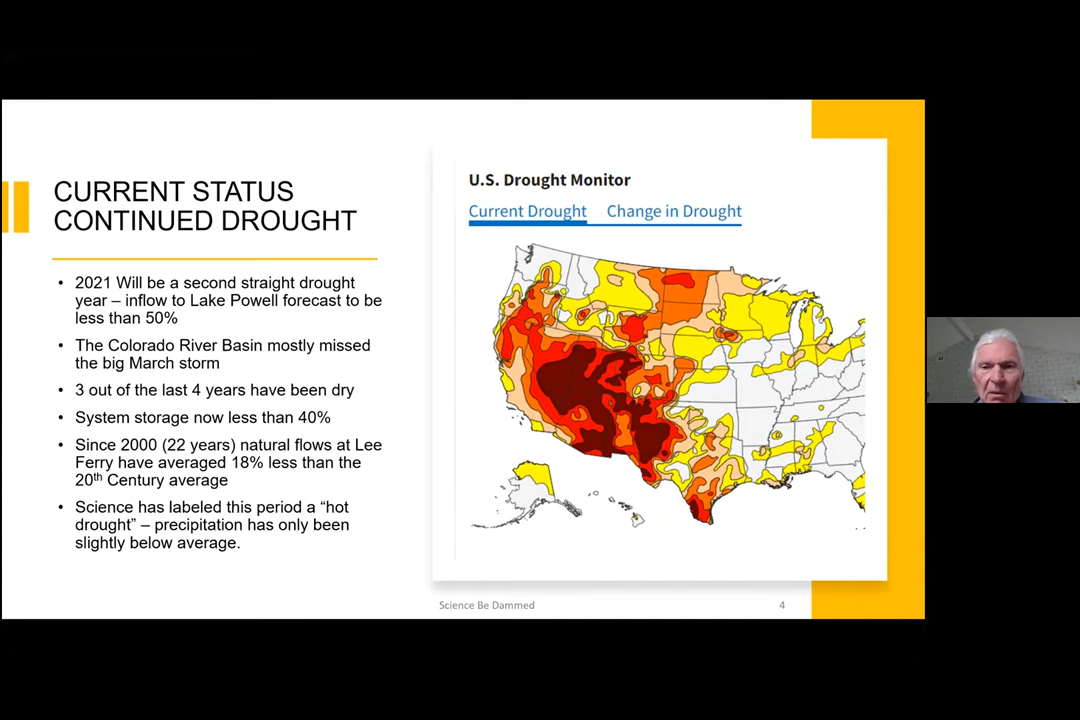 CURRENT STATUS
CONTINUED DROUGHT
• 2021 Will be a second straight drought
year – inflow to Lake Powell forecast to be
less than 50%
• The Colorado River Basin mostly missed
the big March storm
• 3 out of the last 4 years have been dry
• System storage now less than 40%
• Since 2000 (22 years) natural flows at Lee
Ferry have averaged 18% less than the
20th Century average
• Science has labeled this period a “hot
drought” – precipitation has only been
slightly below average.
U.S. Drought Monitor
Current Drought Change in Drought
Science Be Dammed 4